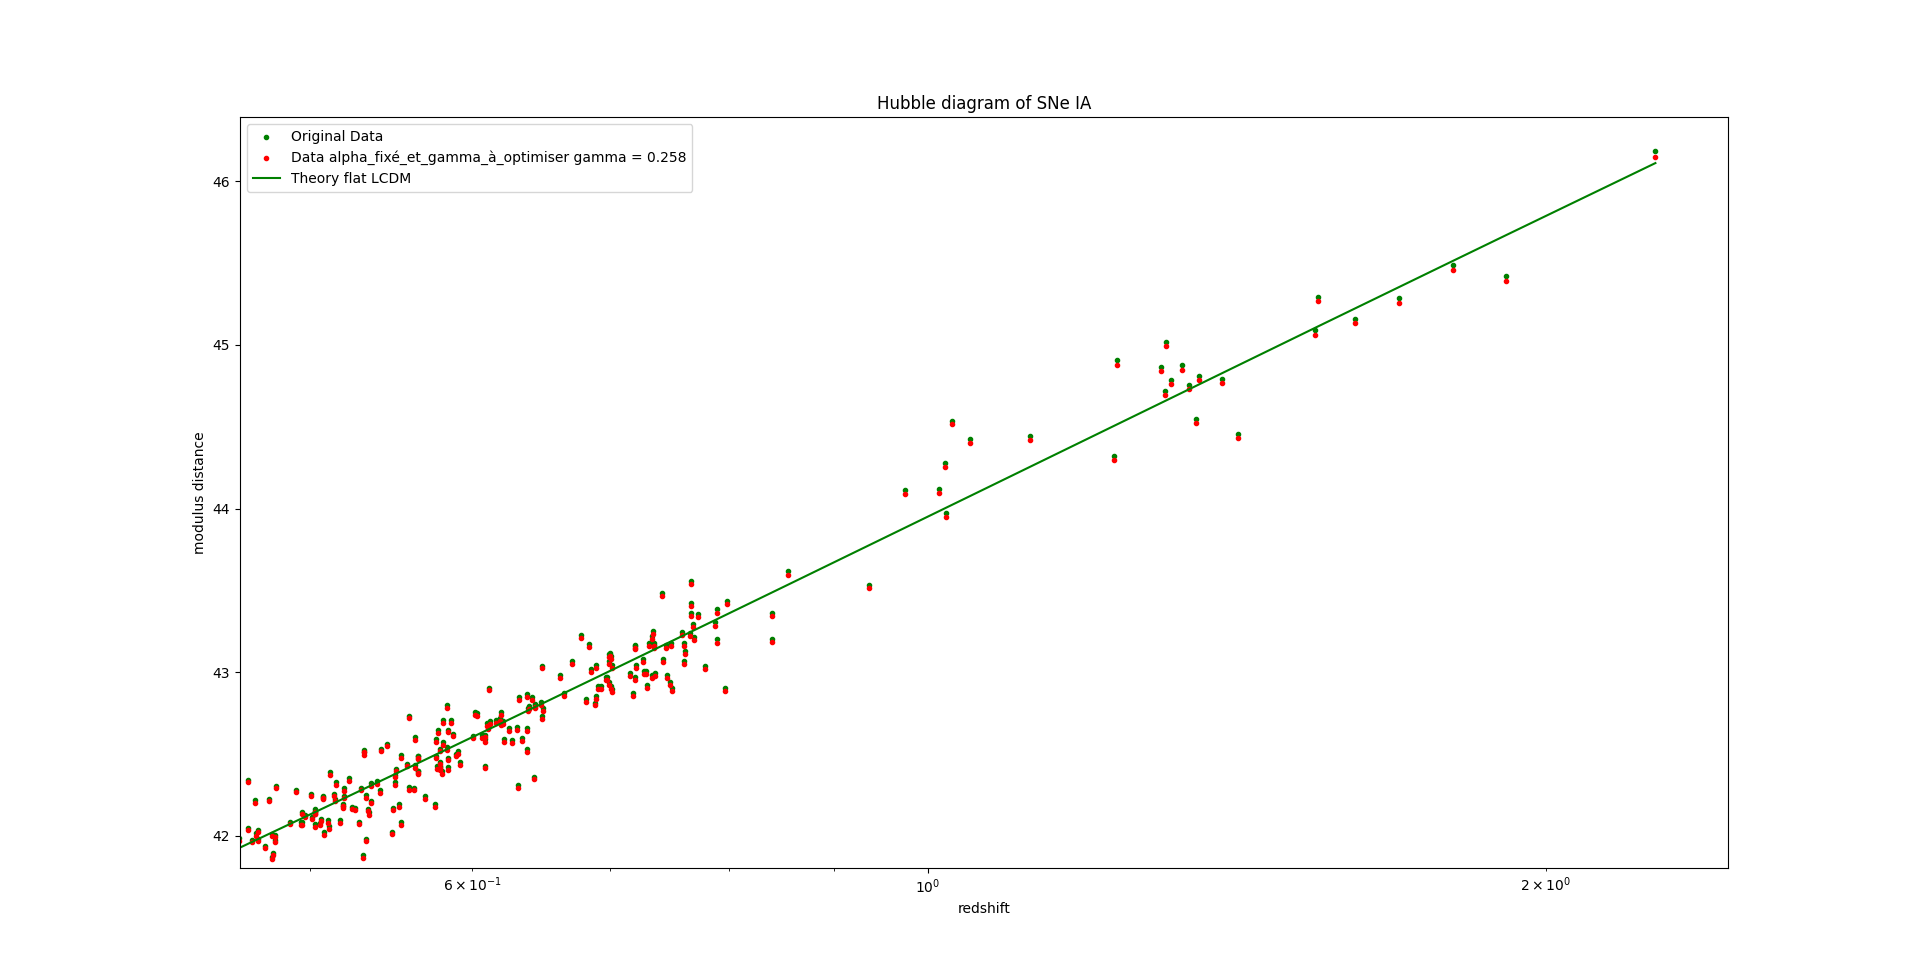 Hubble diagram of SNe IA
Original Data
Data alpha_fixé_et_gamma_à_optimiser gamma = 0.258
Theory flat LCDM
46
45
44
43
42
modulus distance
6 × 10⁻¹
10⁰
2 × 10⁰
redshift